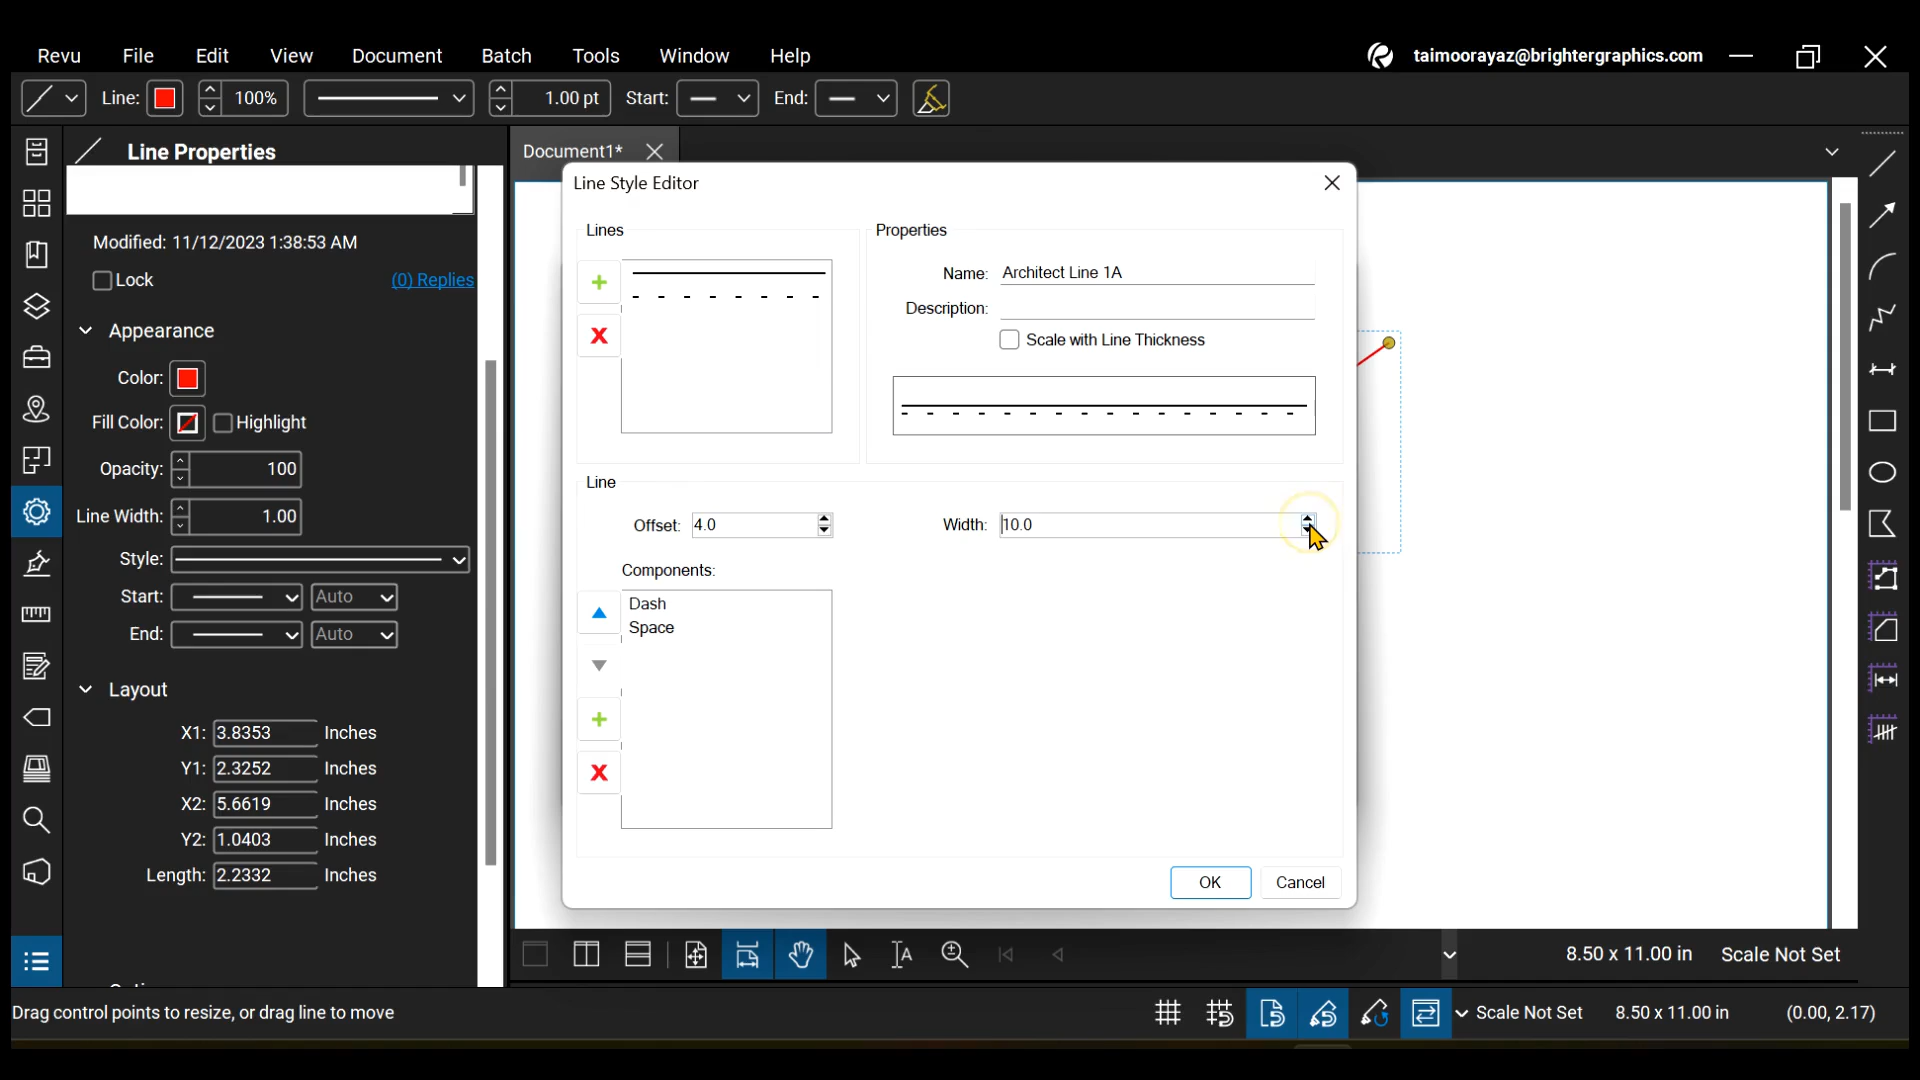 Revu File Edit View Document Batch Tools Window Help taimoorayaz@brightergraphics.com
Line: 100% 1.00 pt Start: End:
Line Properties
Document1*
Modified: 11/12/2023 1:38:53 AM
Lock (0) Replies
Appearance
Color:
Fill Color: Highlight
Opacity: 100
Line Width: 1.00
Style:
Start: Auto
End: Auto
Layout
X1: 3.8353 Inches
Y1: 2.3252 Inches
X2: 5.6619 Inches
Y2: 1.0403 Inches
Length: 2.2332 Inches
Line Style Editor
Lines
Properties
Name: Architect Line 1A
Description:
Scale with Line Thickness
Line
Offset: 4.0 Width: 10.0
Components:
Dash
Space
OK Cancel
8.50 x 11.00 in Scale Not Set
Drag control points to resize, or drag line to move Scale Not Set 8.50 x 11.00 in (0.00, 2.17)